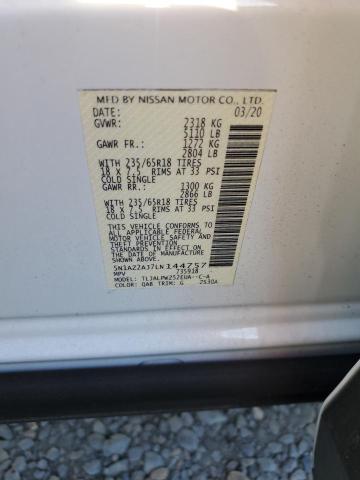 MFD BY NISSAN MOTOR CO., LTD.
DATE: 03/20
GVWR: 2318 KG
5110 LB
GAWR FR.: 1272 KG
2804 LB
WITH 235/65R18 TIRES
18 X 7.5 RIMS AT 33 PSI
COLD SINGLE
GAWR RR.: 1300 KG
2866 LB
WITH 235/65R18 TIRES
18 X 7.5 RIMS AT 33 PSI
COLD SINGLE
THIS VEHICLE CONFORMS TO
ALL APPLICABLE FEDERAL
MOTOR VEHICLE SAFETY
STANDARDS IN EFFECT ON THE
DATE OF MANUFACTURE
SHOWN ABOVE.
5N1AZ2AJ7LN144757
MPV 735918
MODEL: TLJALPWZ52EUA--C-A
COLOR: QAB TRIM: G 2530A